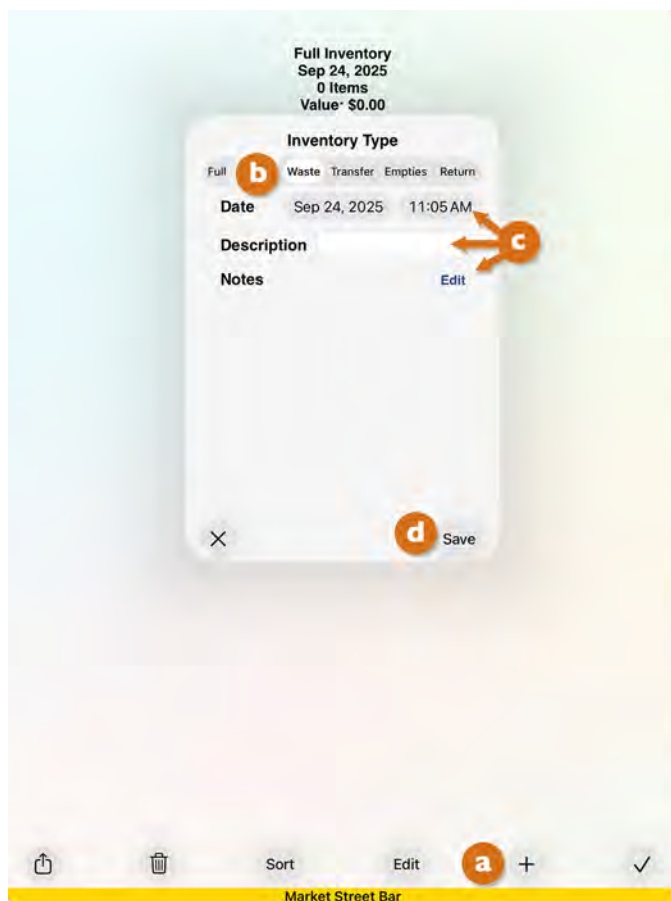 Full Inventory
Sep 24, 2025
0 Items
Value: $0.00
Inventory Type
Full b Waste Transfer Empties Return
Date Sep 24, 2025 11:05 AM
c
Description
Notes Edit
d Save
Sort Edit a +
Market Street Bar